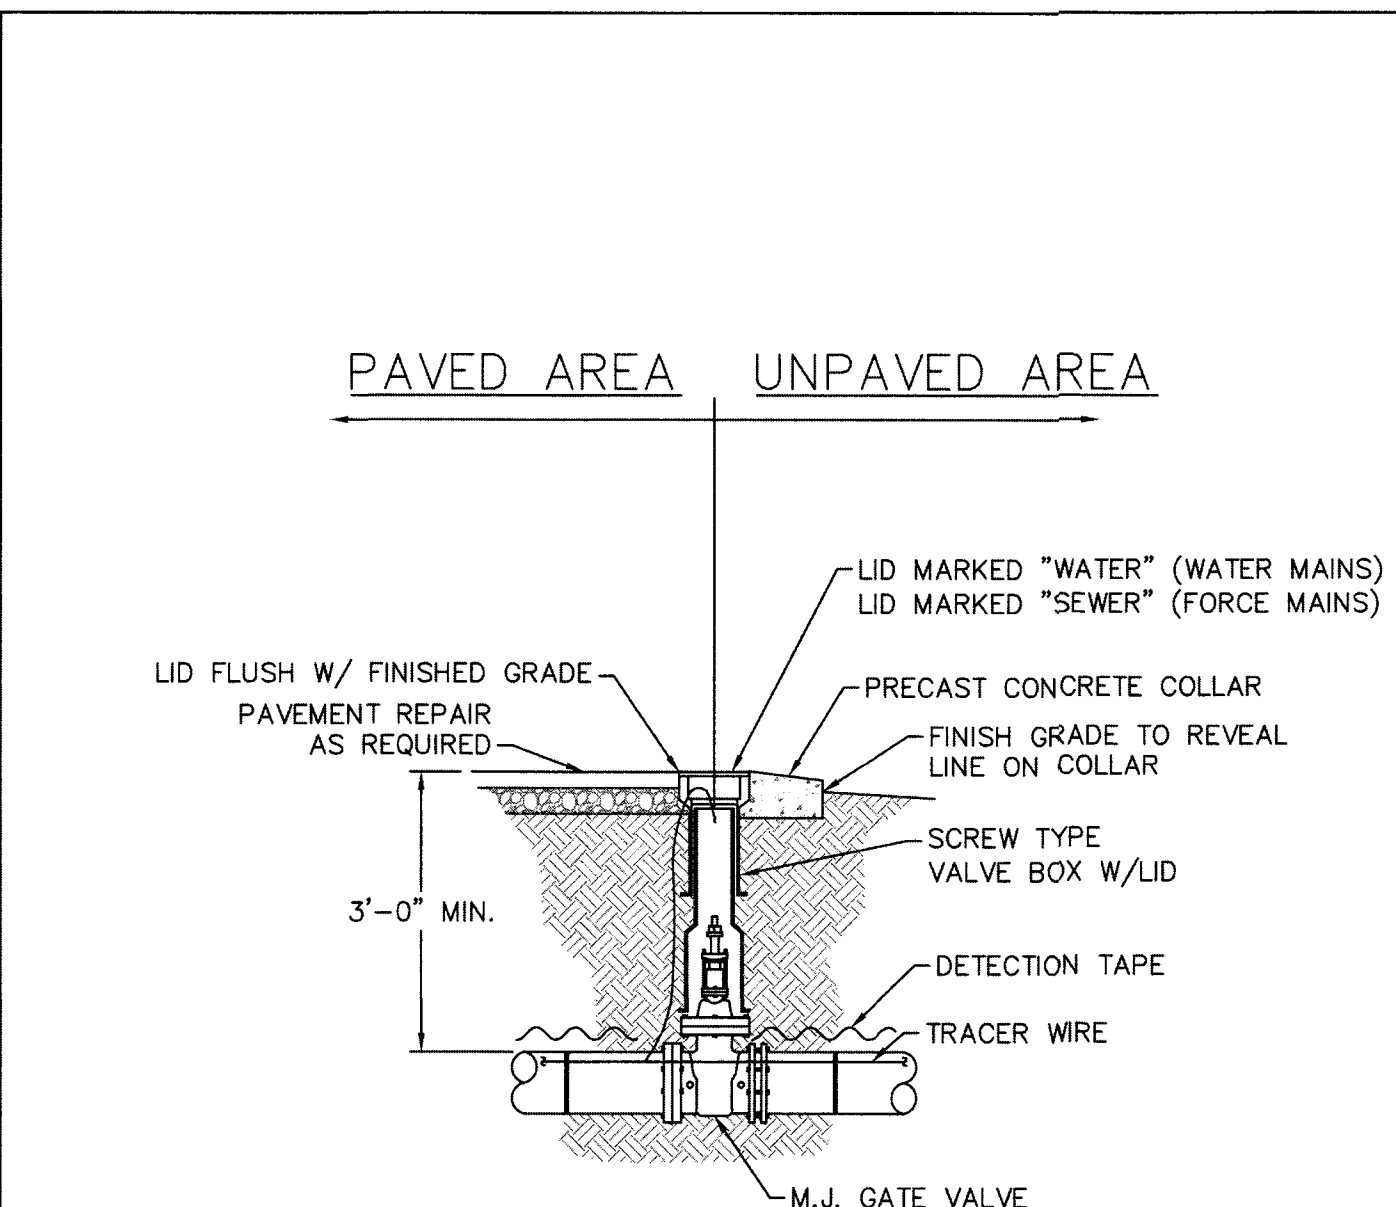 PAVED AREA UNPAVED AREA
LID MARKED "WATER" (WATER MAINS)
LID MARKED "SEWER" (FORCE MAINS)
LID FLUSH W/ FINISHED GRADE
PAVEMENT REPAIR
AS REQUIRED
PRECAST CONCRETE COLLAR
FINISH GRADE TO REVEAL
LINE ON COLLAR
SCREW TYPE
VALVE BOX W/LID
3'-0" MIN.
DETECTION TAPE
TRACER WIRE
M.J. GATE VALVE